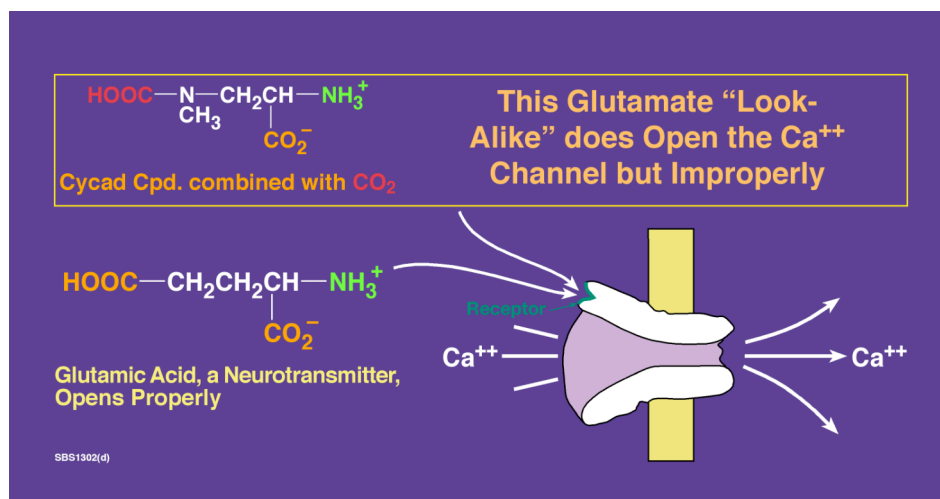 HOOC—N—CH₂CH—NH₃⁺
CH₃
CO₂⁻
Cycad Cpd. combined with CO₂
This Glutamate “Look-
Alike” does Open the Ca⁺⁺
Channel but Improperly
HOOC—CH₂CH₂CH—NH₃⁺
CO₂⁻
Glutamic Acid, a Neurotransmitter,
Opens Properly
Receptor
Ca⁺⁺
Ca⁺⁺
SBS1302(d)